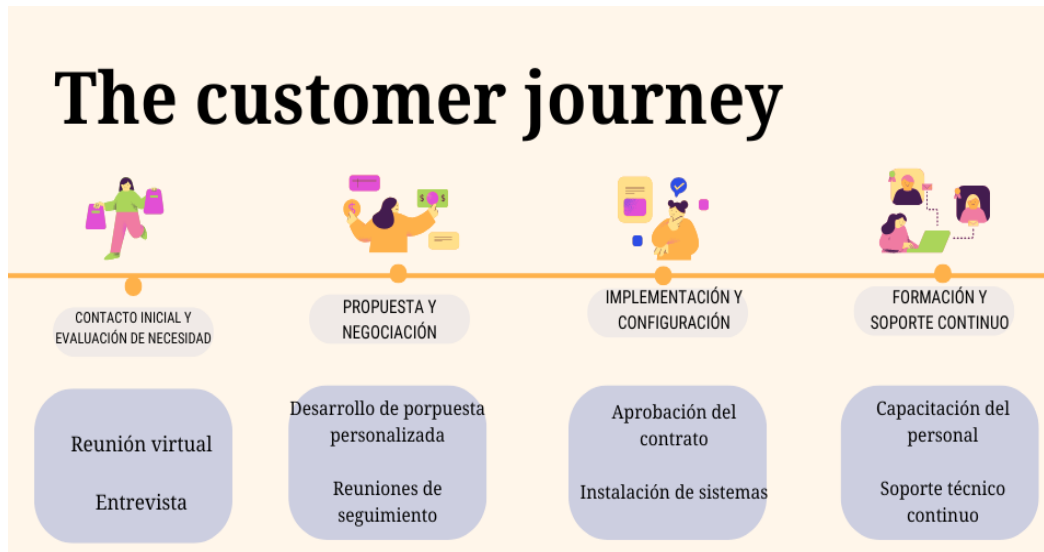 The customer journey
CONTACTO INICIAL Y
EVALUACIÓN DE NECESIDAD
PROPUESTA Y
NEGOCIACIÓN
IMPLEMENTACIÓN Y
CONFIGURACIÓN
FORMACIÓN Y
SOPORTE CONTINUO
Reunión virtual
Entrevista
Desarrollo de porpuesta
personalizada
Reuniones de
seguimiento
Aprobación del
contrato
Instalación de sistemas
Capacitación del
personal
Soporte técnico
continuo